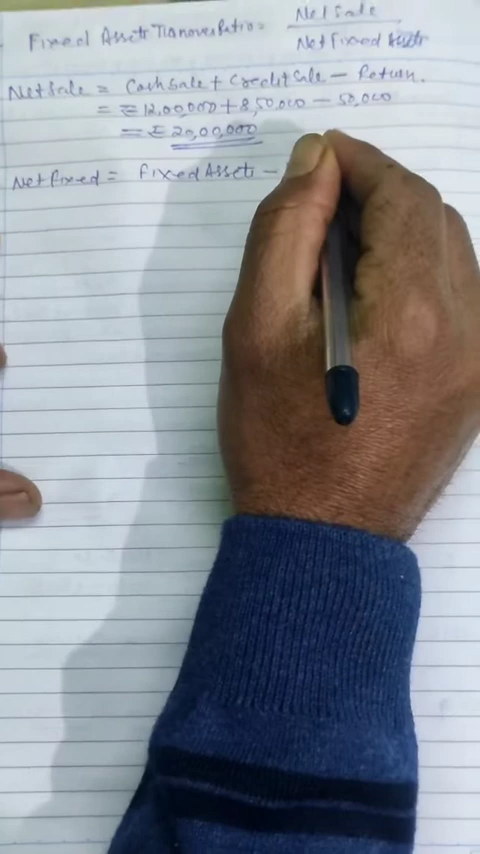 Fixed Assets Tranover Ratio = Net Sale / Net fixed Assets
Net Sale = Cash sale + Credit Sale - Return.
= ₹ 12,00,000 + 8,50,000 - 50,000
= ₹ 20,00,000
Net fixed = fixed Assets -